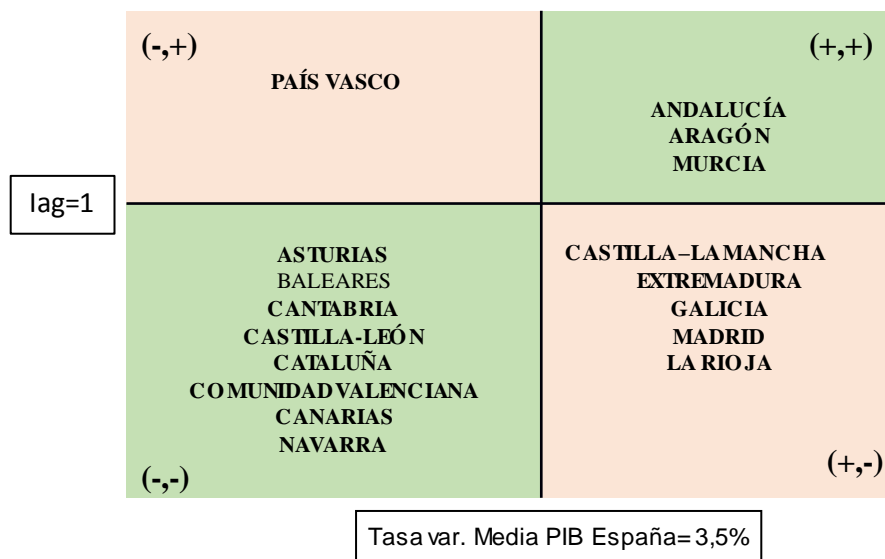 (-,+)
PAÍS VASCO
(+,+)
ANDALUCÍA
ARAGÓN
MURCIA
Iag=1
ASTURIAS
BALEARES
CANTABRIA
CASTILLA-LEÓN
CATALUÑA
COMUNIDAD VALENCIANA
CANARIAS
NAVARRA
(-,-)
CASTILLA–LA MANCHA
EXTREMADURA
GALICIA
MADRID
LA RIOJA
(+,-)
Tasa var. Media PIB España= 3,5%